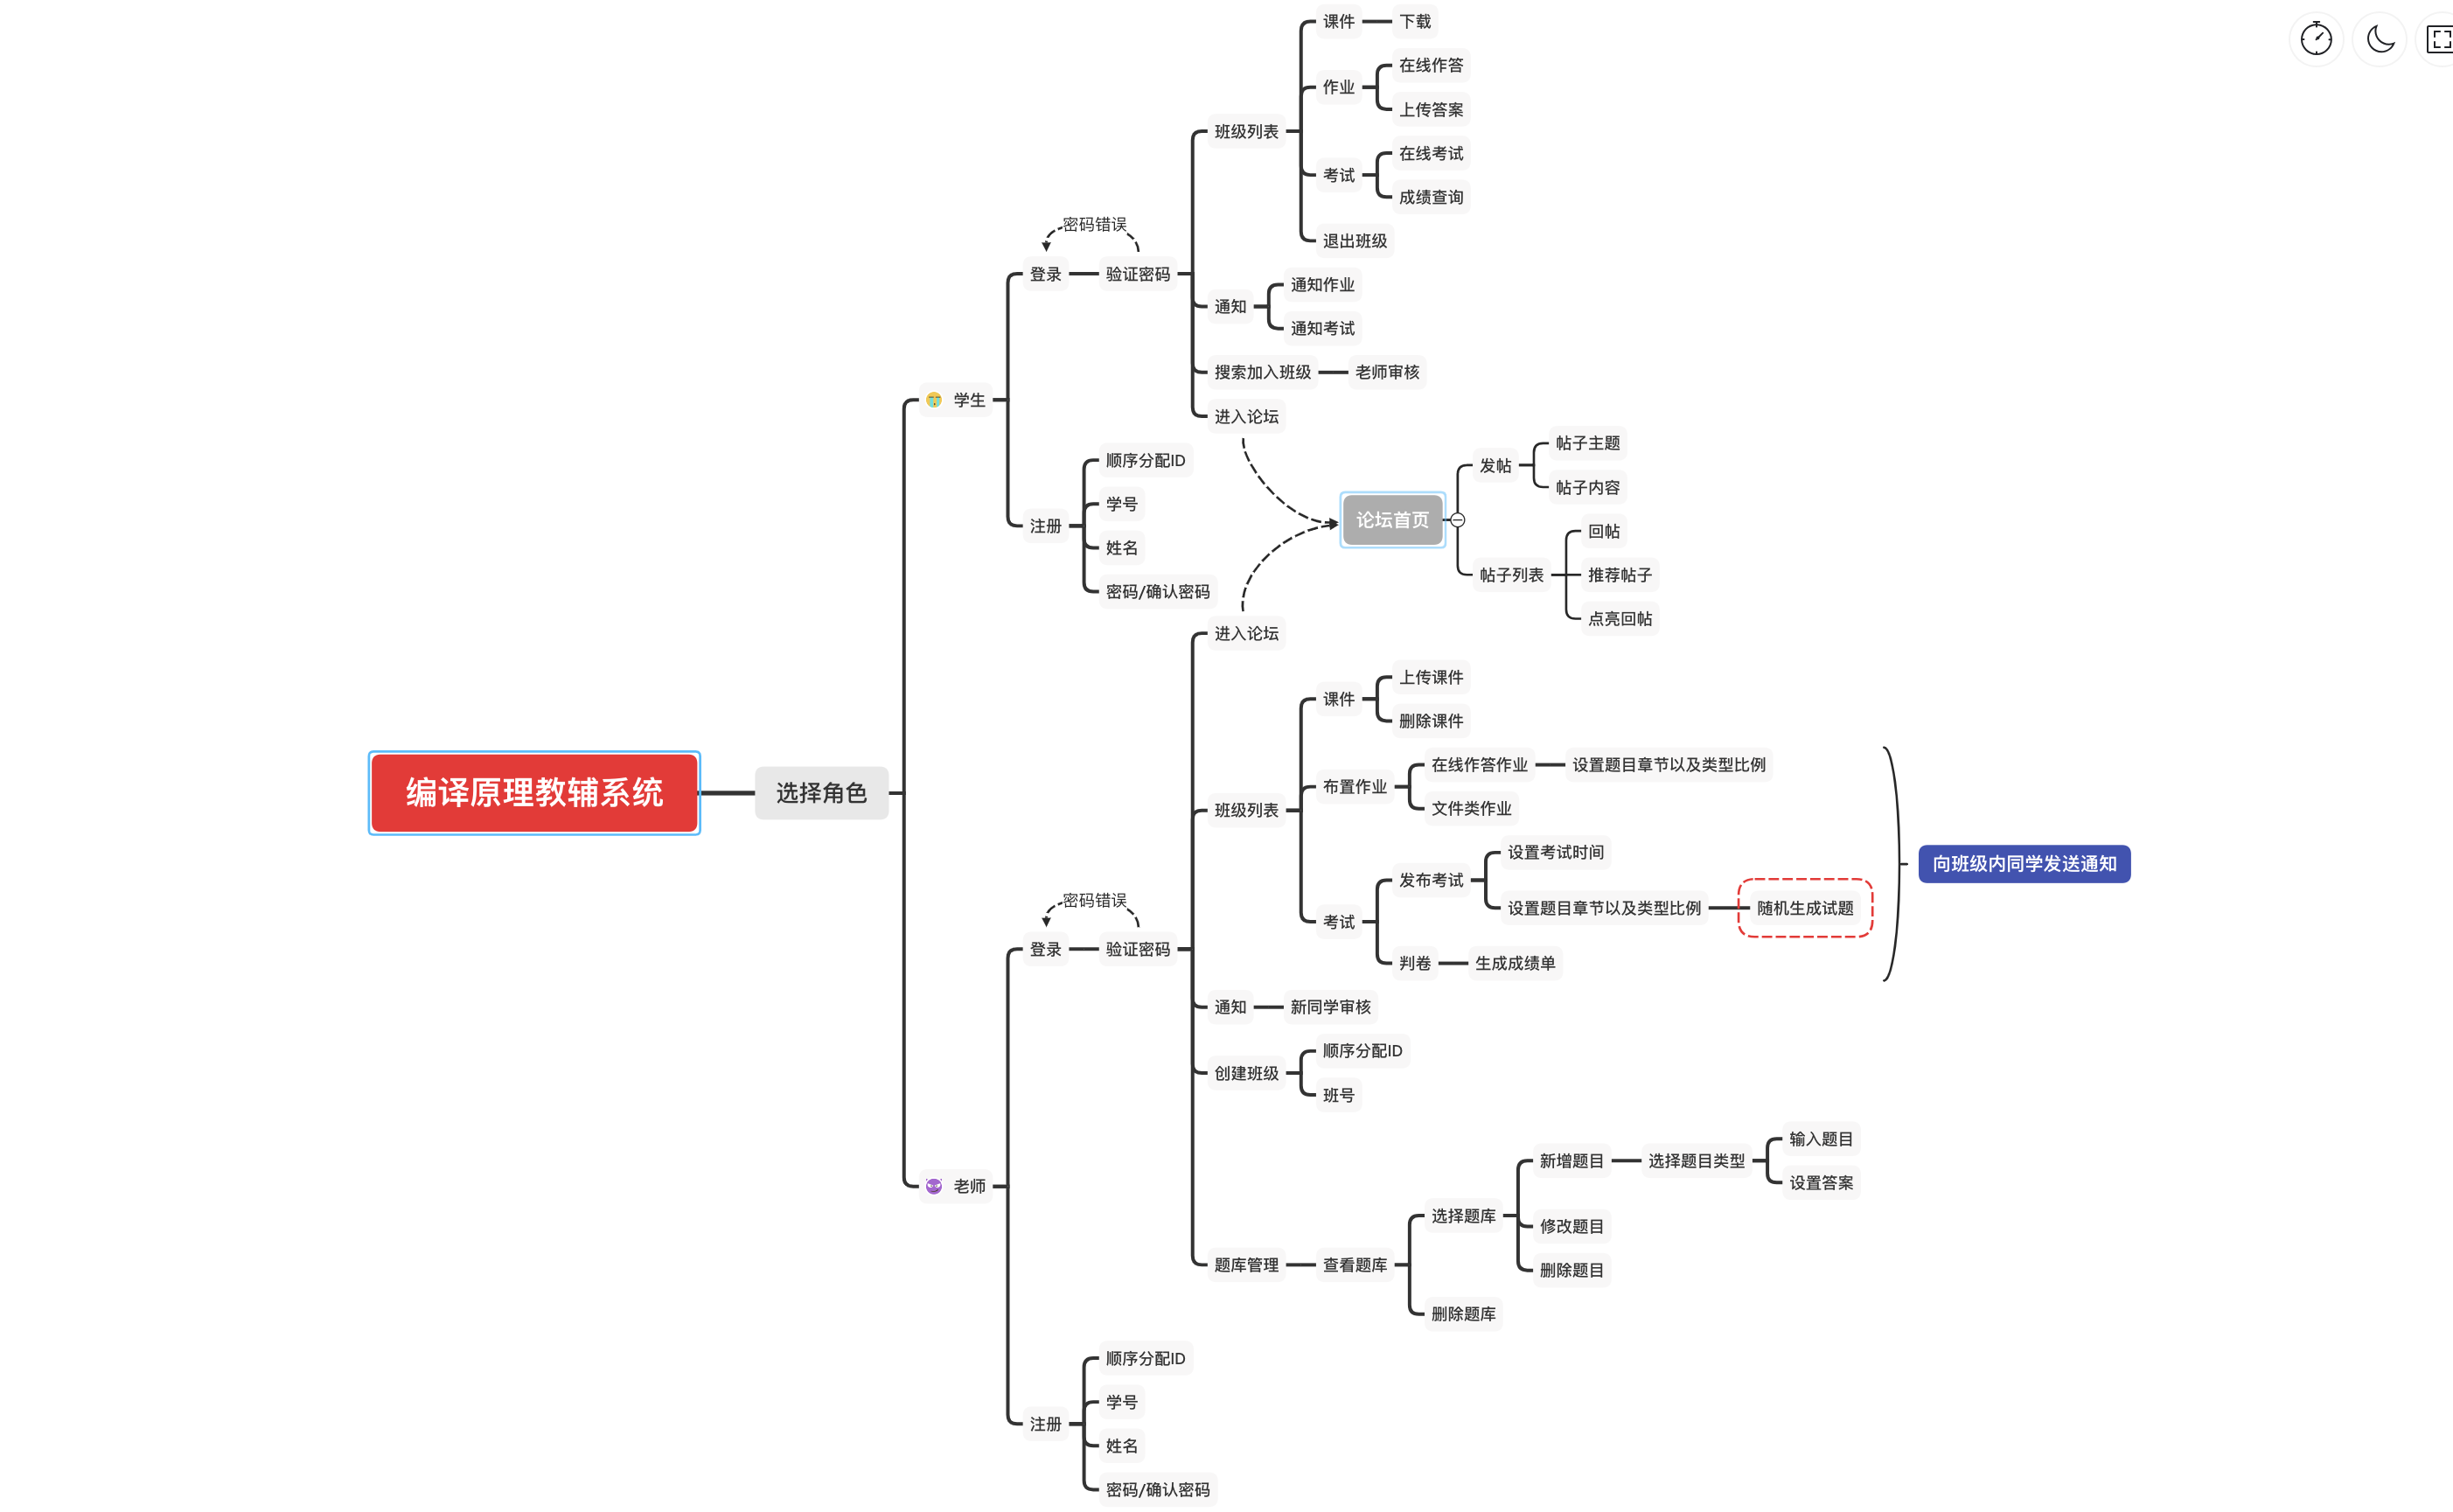 编译原理教辅系统
选择角色
学生
登录
密码错误
验证密码
班级列表
课件
下载
作业
在线作答
上传答案
考试
在线考试
成绩查询
退出班级
通知
通知作业
通知考试
搜索加入班级
老师审核
进入论坛
注册
顺序分配ID
学号
姓名
密码/确认密码
论坛首页
发帖
帖子主题
帖子内容
帖子列表
回帖
推荐帖子
点亮回帖
老师
登录
密码错误
验证密码
进入论坛
班级列表
课件
上传课件
删除课件
布置作业
在线作答作业
设置题目章节以及类型比例
文件类作业
考试
发布考试
设置考试时间
设置题目章节以及类型比例
随机生成试题
判卷
生成成绩单
向班级内同学发送通知
通知
新同学审核
创建班级
顺序分配ID
班号
题库管理
查看题库
选择题库
新增题目
选择题目类型
输入题目
设置答案
修改题目
删除题目
删除题库
注册
顺序分配ID
学号
姓名
密码/确认密码